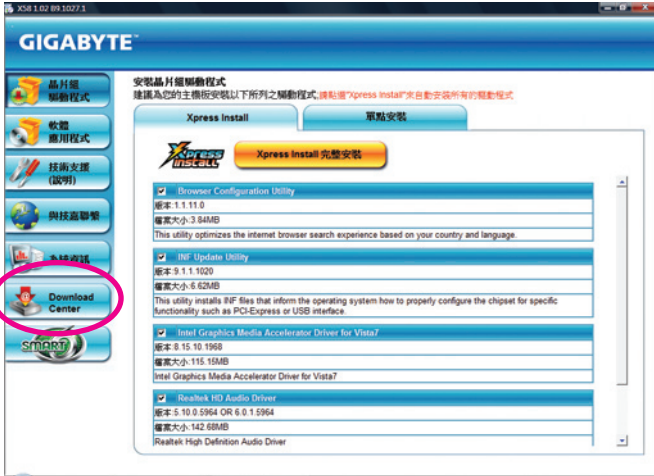 X58 1.02 B9.1027.1
GIGABYTE™
晶片組
驅動程式
軟體
應用程式
技術支援
(說明)
與技嘉聯繫
系統資訊
Download
Center
SMART
安裝晶片組驅動程式
建議為您的主機板安裝以下所列之驅動程式;請點選"Xpress Install"來自動安裝所有的驅動程式
Xpress Install
單點安裝
Xpress
INSTALL
Xpress Install 完整安裝
Browser Configuration Utility
版本:1.1.11.0
檔案大小:3.84MB
This utility optimizes the internet browser search experience based on your country and language.
INF Update Utility
版本:9.1.1.1020
檔案大小:6.62MB
This utility installs INF files that inform the operating system how to properly configure the chipset for specific
functionality such as PCI-Express or USB interface.
Intel Graphics Media Accelerator Driver for Vista7
版本:8.15.10.1968
檔案大小:115.15MB
Intel Graphics Media Accelerator Driver for Vista7
Realtek HD Audio Driver
版本:5.10.0.5964 OR 6.0.1.5964
檔案大小:142.68MB
Realtek High Definition Audio Driver